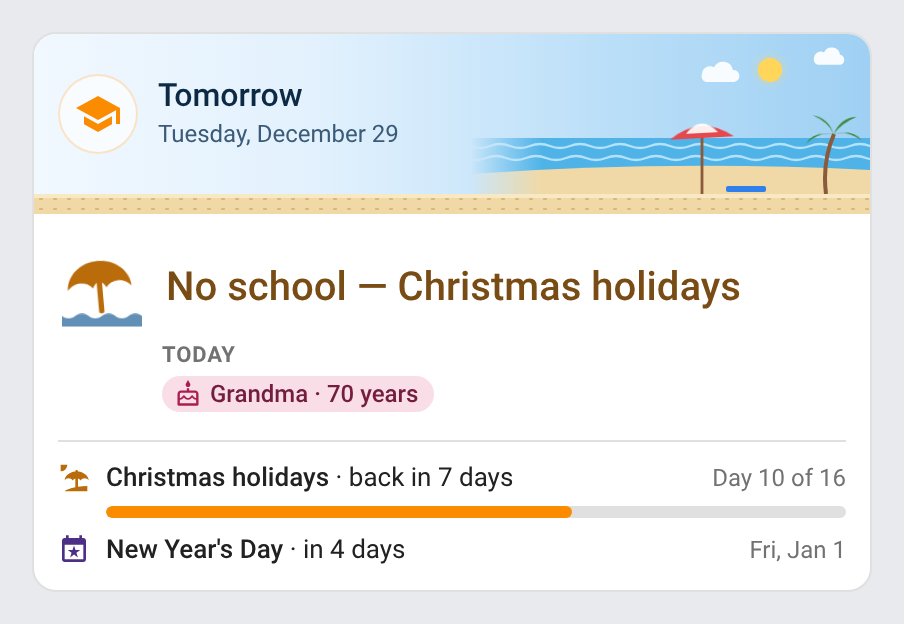 Tomorrow
Tuesday, December 29
No school — Christmas holidays
TODAY
Grandma · 70 years
Christmas holidays · back in 7 days Day 10 of 16
New Year's Day · in 4 days Fri, Jan 1